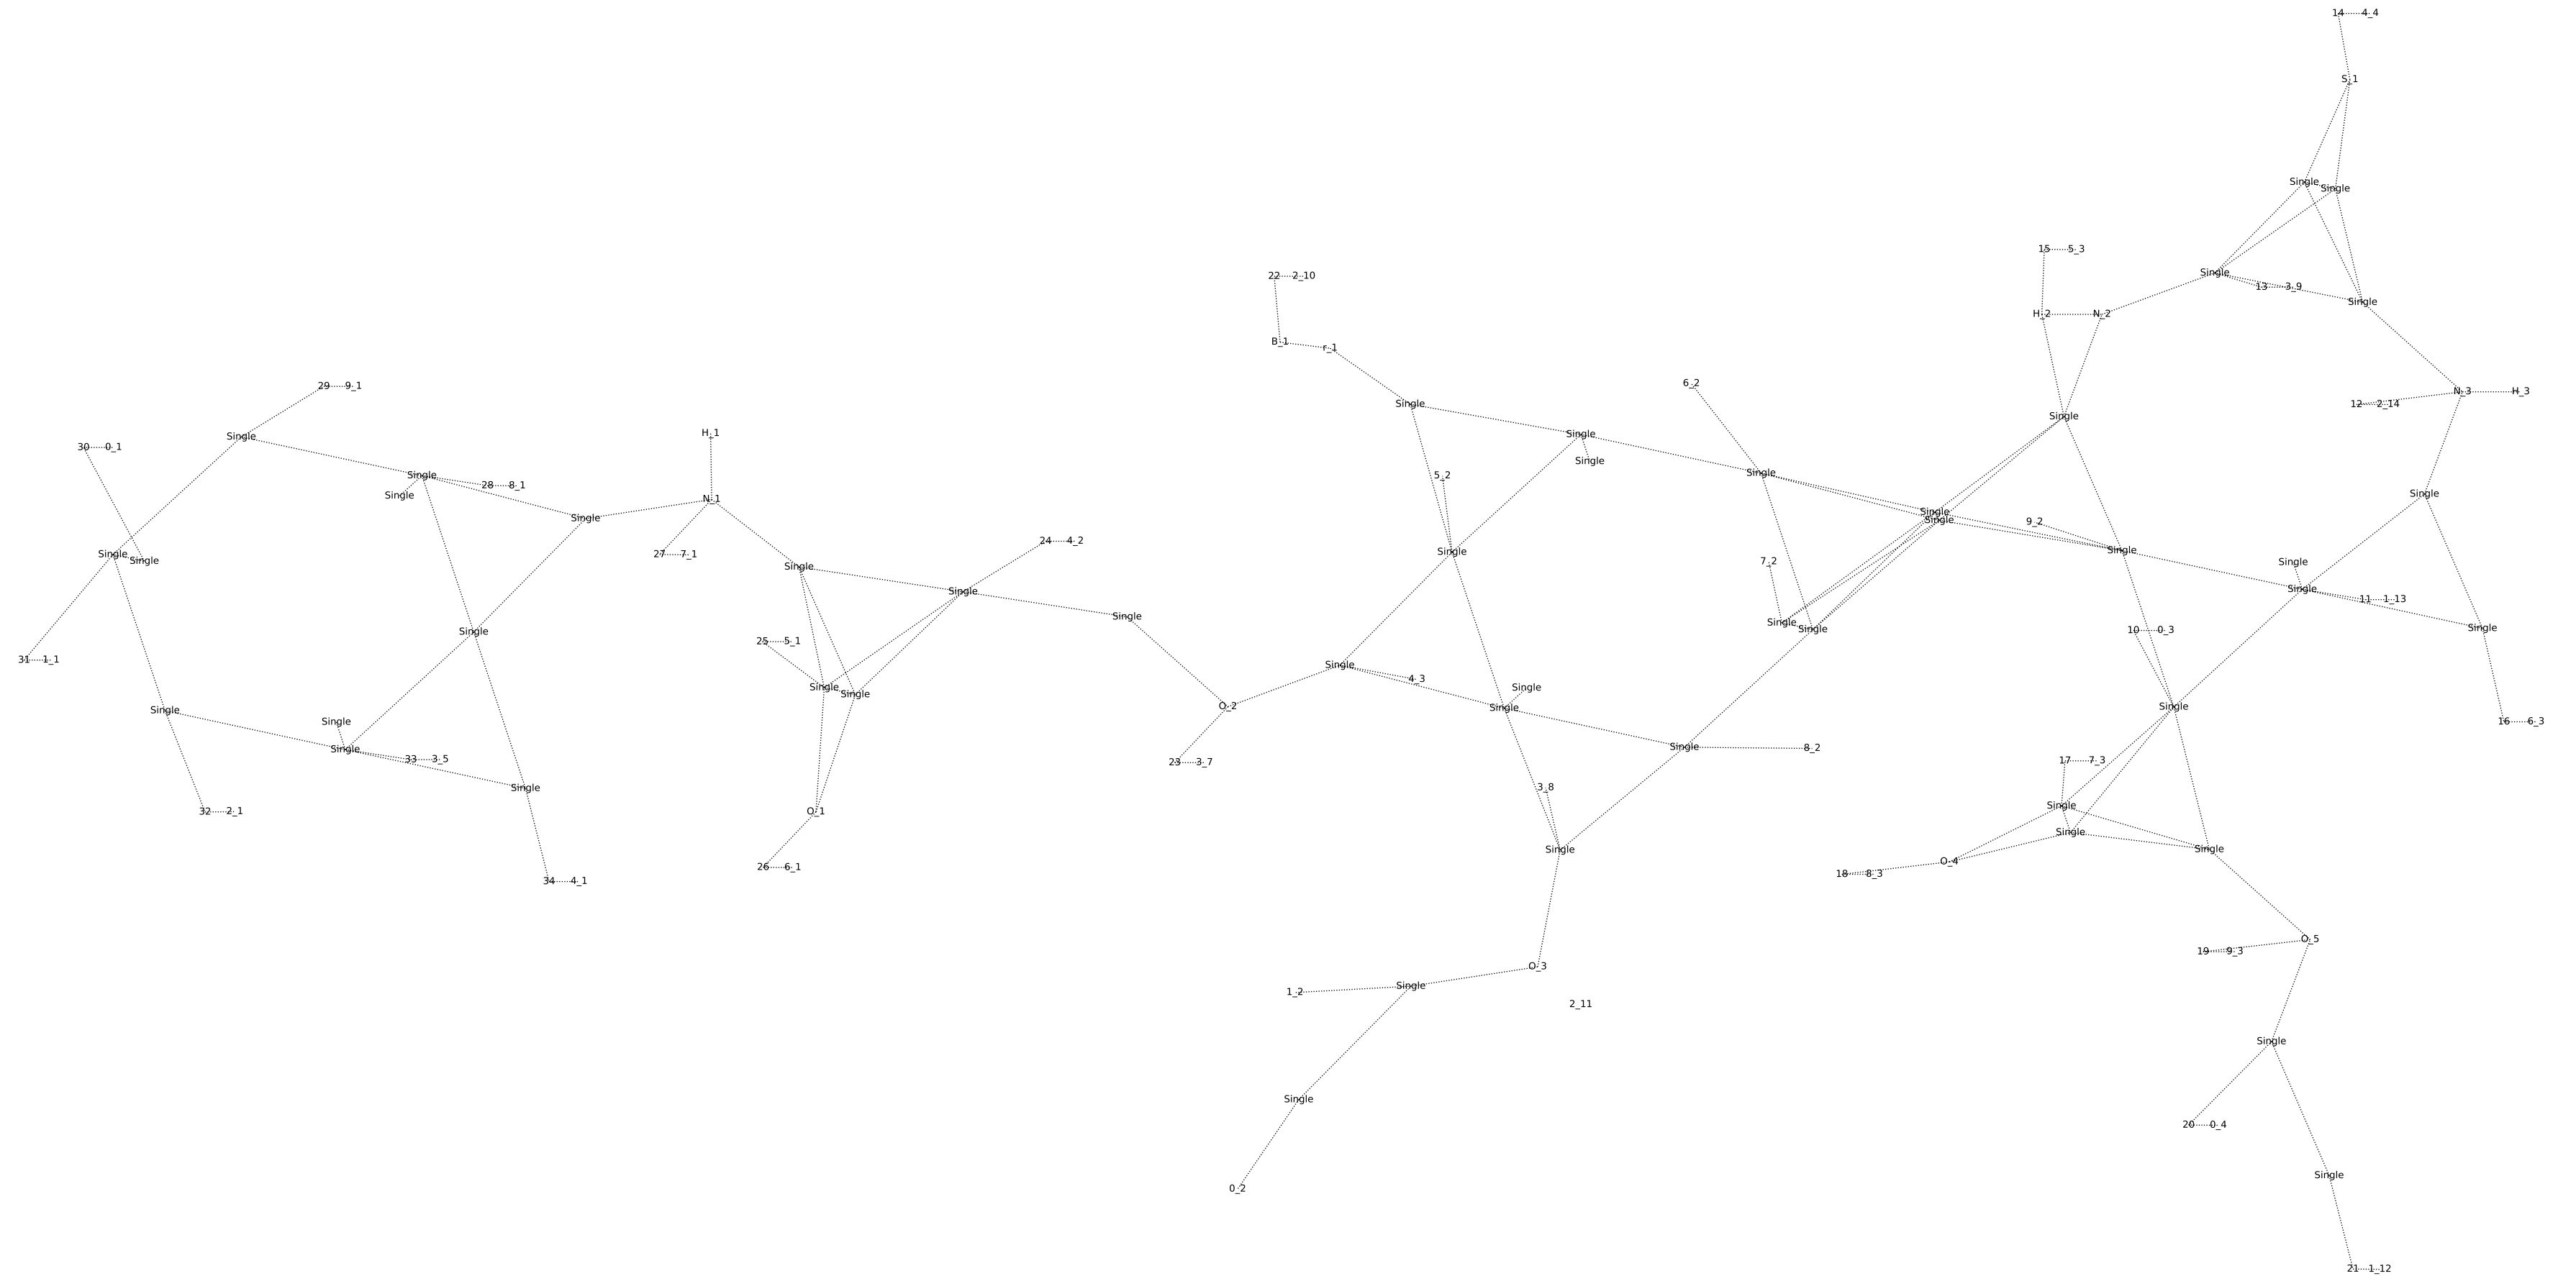 14 4_4
S_1
Single Single
15 5_3
Single
22 2_10
13 3_9
Single
H_2 N_2
B_1 r_1
6_2
29 9_1
N_3 H_3
Single
12 2_14
Single
H_1
Single
Single
30 0_1
Single
Single
Single
5_2
Single
28 8_1
Single
Single
N_1
Single
Single
Single
9_2
24 4_2
Single
Single
27 7_1
Single
7_2
Single
Single
Single
Single
Single
11 1_13
Single
Single
Single
Single
10 0_3
Single
Single
25 5_1
31 1_1
Single
4_3
Single
Single
Single
O_2
Single
Single
Single
Single
16 6_3
Single
Single
8_2
33 3_5
17 7_3
23 3_7
Single
3_8
Single
32 2_1
O_1
Single
Single
Single
O_4
26 6_1
18 8_3
34 4_1
O_5
19 9_3
O_3
Single
1_2
2_11
Single
Single
20 0_4
Single
0_2
21 1_12